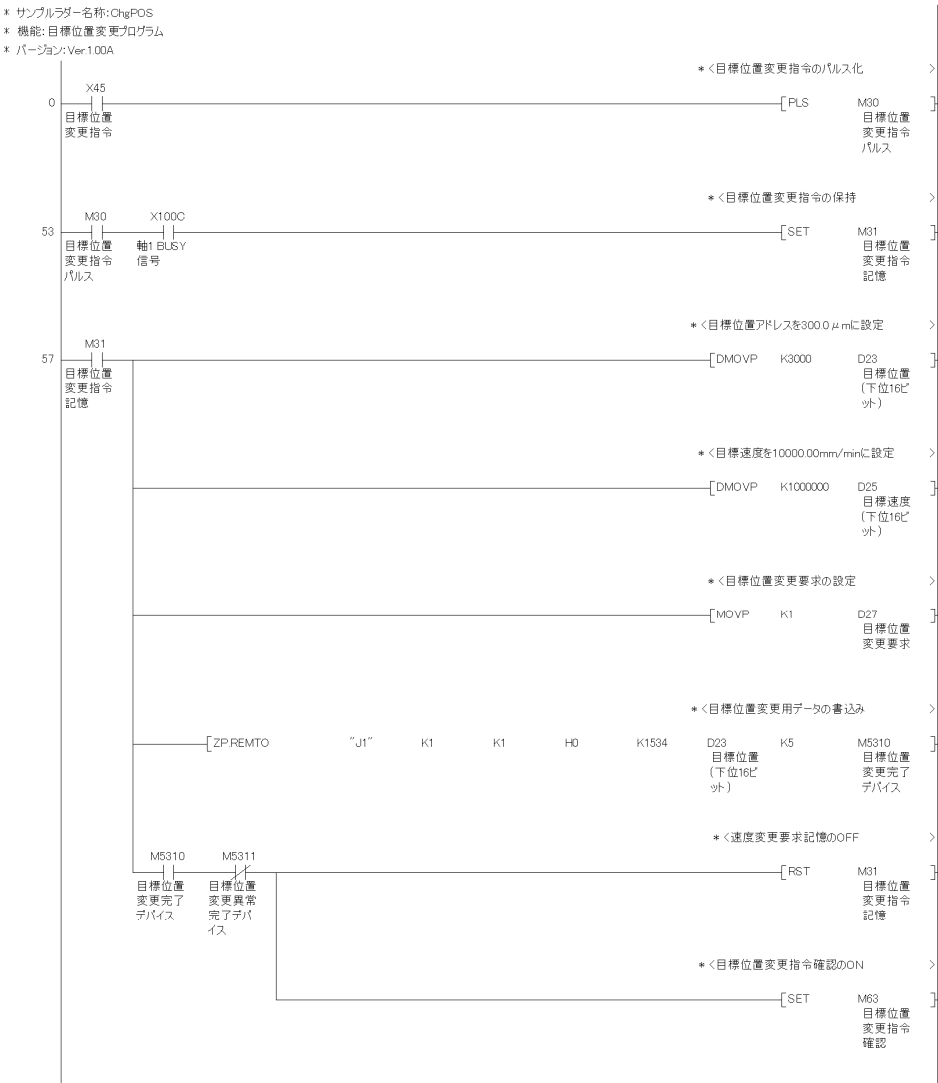 * サンプルラダー名称:ChgPOS
* 機能:目標位置変更プログラム
* バージョン:Ver.1.00A
*<目標位置変更指令のパルス化 >
X45
0 [PLS M30 ]
目標位置 目標位置
変更指令 変更指令
パルス
*<目標位置変更指令の保持 >
M30 X100C
53 [SET M31 ]
目標位置 軸1 BUSY 目標位置
変更指令 信号 変更指令
パルス 記憶
*<目標位置アドレスを300.0μmに設定 >
M31
57 [DMOVP K3000 D23 ]
目標位置 目標位置
変更指令 (下位16ビ
記憶 ット)
*<目標速度を10000.00mm/minに設定 >
[DMOVP K1000000 D25 ]
目標速度
(下位16ビ
ット)
*<目標位置変更要求の設定 >
[MOVP K1 D27 ]
目標位置
変更要求
*<目標位置変更用データの書込み >
[ZP.REMTO "J1" K1 K1 H0 K1534 D23 K5 M5310 ]
目標位置 目標位置
(下位16ビ 変更完了
ット) デバイス
*<速度変更要求記憶のOFF >
M5310 M5311
[RST M31 ]
目標位置 目標位置 目標位置
変更完了 変更異常 変更指令
デバイス 完了デバ 記憶
イス
*<目標位置変更指令確認のON >
[SET M63 ]
目標位置
変更指令
確認